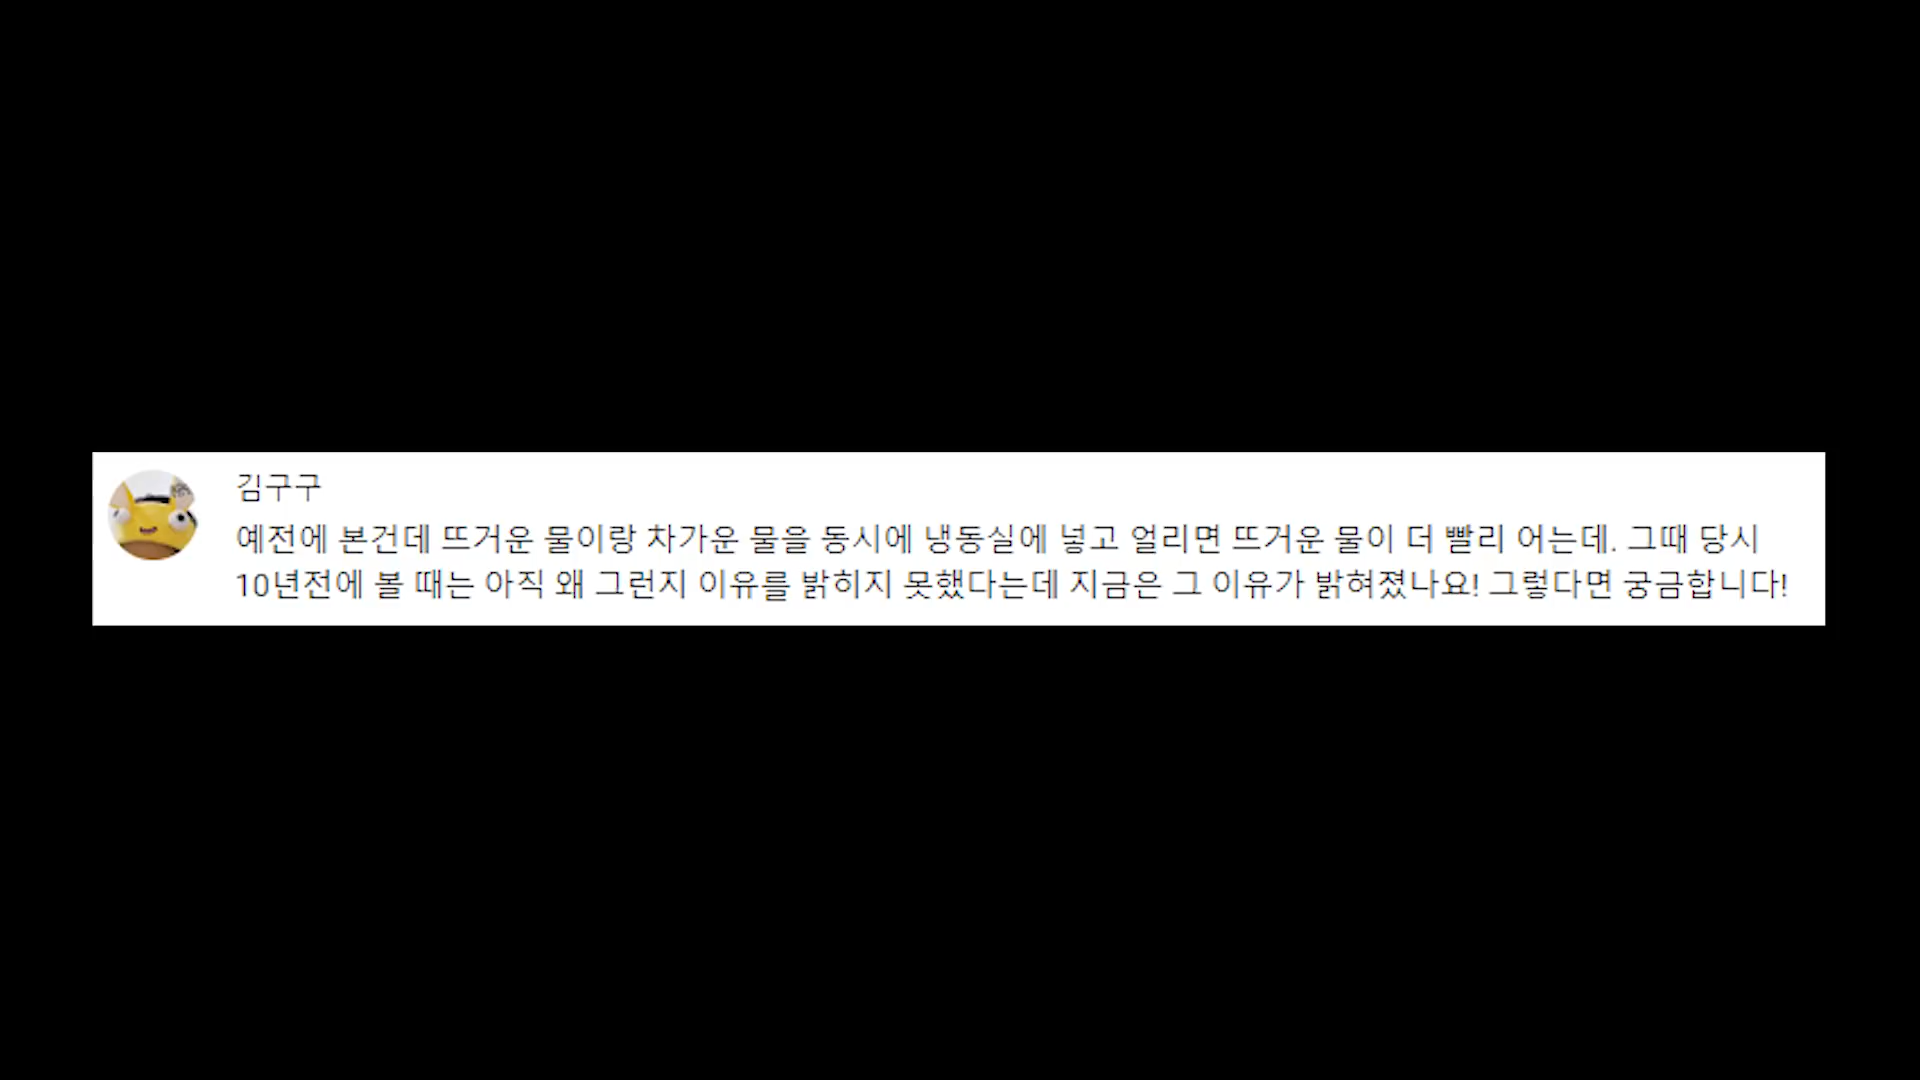 김구구
예전에 본건데 뜨거운 물이랑 차가운 물을 동시에 냉동실에 넣고 얼리면 뜨거운 물이 더 빨리 어는데. 그때 당시
10년전에 볼 때는 아직 왜 그런지 이유를 밝히지 못했다는데 지금은 그 이유가 밝혀졌나요! 그렇다면 궁금합니다!